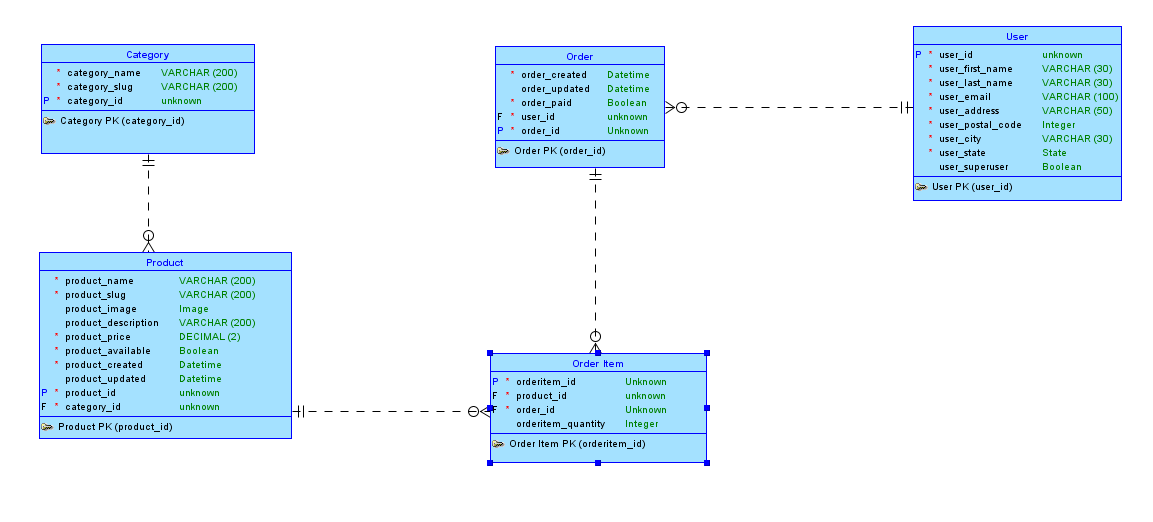 Category
* category_name VARCHAR (200)
* category_slug VARCHAR (200)
P * category_id unknown
Category PK (category_id)
Order
* order_created Datetime
order_updated Datetime
* order_paid Boolean
F * user_id unknown
P * order_id Unknown
Order PK (order_id)
User
P * user_id unknown
* user_first_name VARCHAR (30)
* user_last_name VARCHAR (30)
* user_email VARCHAR (100)
* user_address VARCHAR (50)
* user_postal_code Integer
* user_city VARCHAR (30)
* user_state State
user_superuser Boolean
User PK (user_id)
Product
* product_name VARCHAR (200)
* product_slug VARCHAR (200)
product_image Image
product_description VARCHAR (200)
* product_price DECIMAL (2)
* product_available Boolean
* product_created Datetime
product_updated Datetime
P * product_id unknown
F * category_id unknown
Product PK (product_id)
Order Item
P * orderitem_id Unknown
F * product_id unknown
F * order_id Unknown
orderitem_quantity Integer
Order Item PK (orderitem_id)